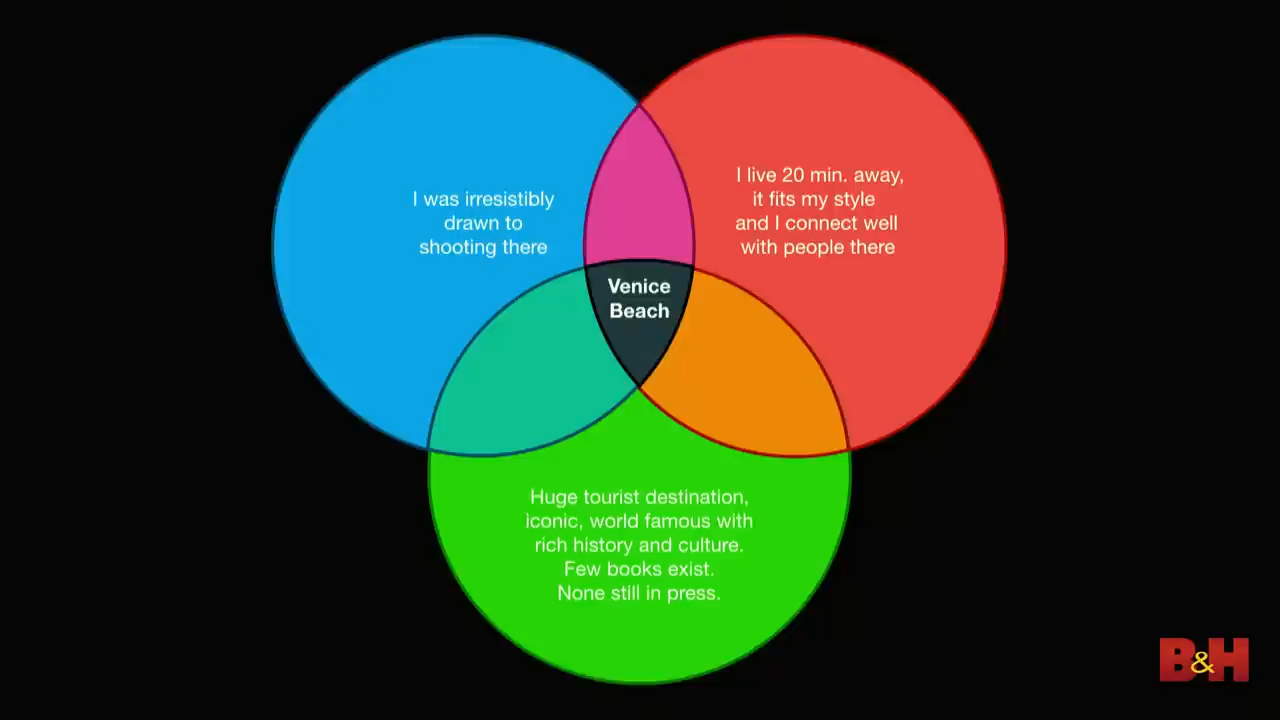 I was irresistibly
drawn to
shooting there
I live 20 min. away,
it fits my style
and I connect well
with people there
Venice
Beach
Huge tourist destination,
iconic, world famous with
rich history and culture.
Few books exist.
None still in press.
B&H